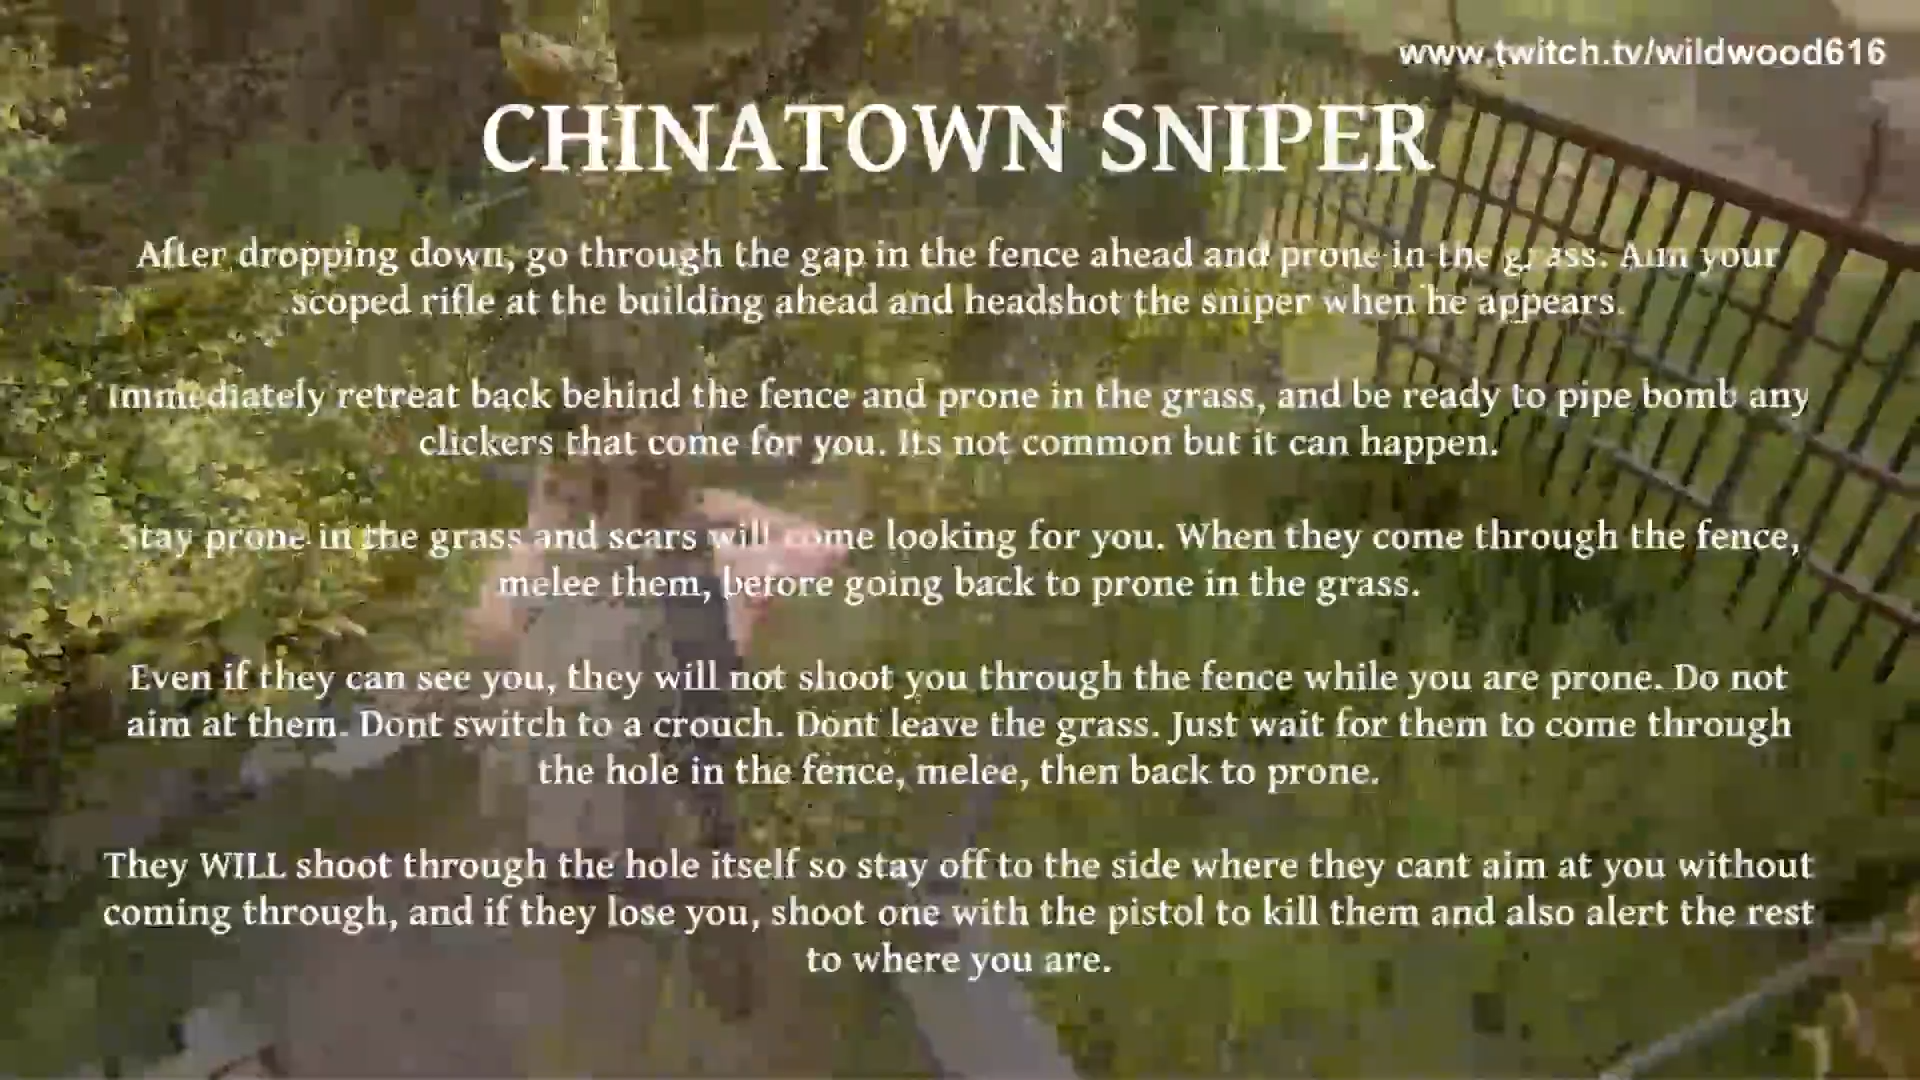 www.twitch.tv/wildwood616
CHINATOWN SNIPER
After dropping down, go through the gap in the fence ahead and prone in the grass. Aim your
scoped rifle at the building ahead and headshot the sniper when he appears.
Immediately retreat back behind the fence and prone in the grass, and be ready to pipe bomb any
clickers that come for you. Its not common but it can happen.
Stay prone in the grass and scars will come looking for you. When they come through the fence,
melee them, before going back to prone in the grass.
Even if they can see you, they will not shoot you through the fence while you are prone. Do not
aim at them. Dont switch to a crouch. Dont leave the grass. Just wait for them to come through
the hole in the fence, melee, then back to prone.
They WILL shoot through the hole itself so stay off to the side where they cant aim at you without
coming through, and if they lose you, shoot one with the pistol to kill them and also alert the rest
to where you are.